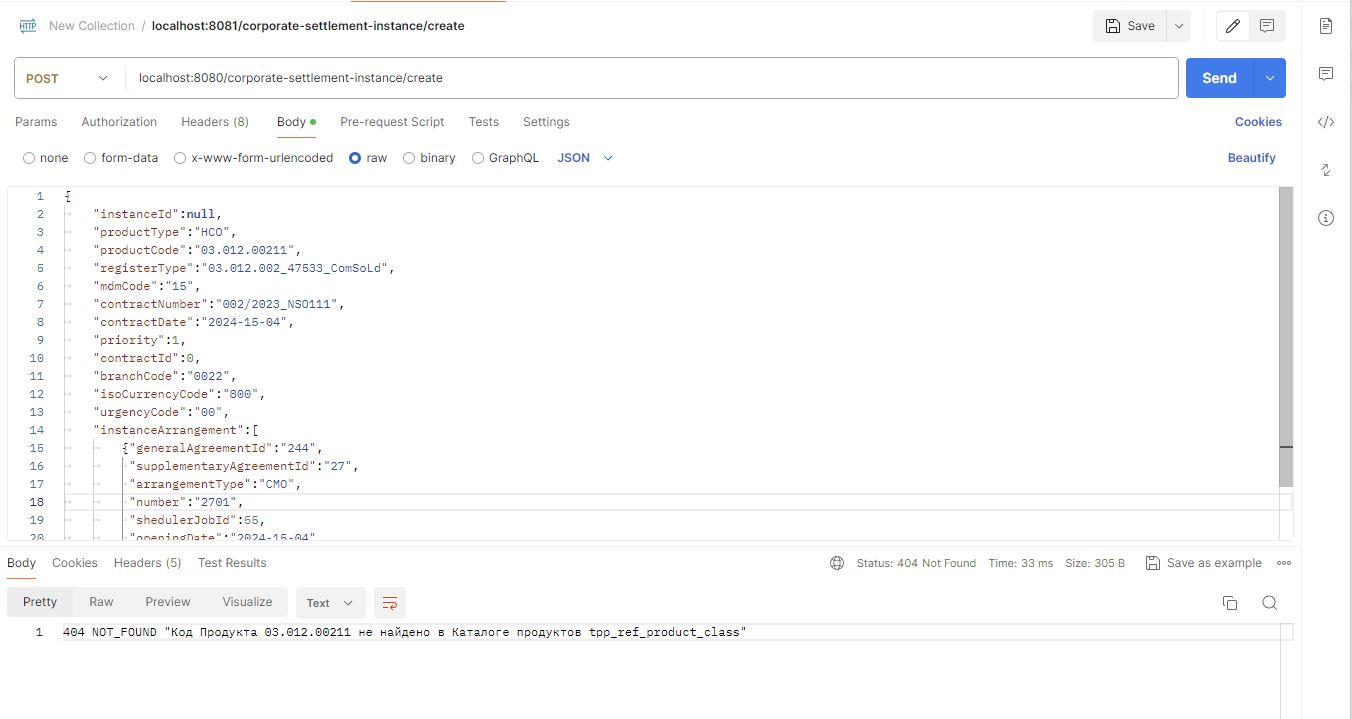 HTTP New Collection / localhost:8081/corporate-settlement-instance/create Save
POST localhost:8080/corporate-settlement-instance/create Send
Params Authorization Headers (8) Body Pre-request Script Tests Settings Cookies
none form-data x-www-form-urlencoded raw binary GraphQL JSON Beautify
1 {
2 "instanceId":null,
3 "productType":"НСО",
4 "productCode":"03.012.00211",
5 "registerType":"03.012.002_47533_ComSoLd",
6 "mdmCode":"15",
7 "contractNumber":"002/2023_NSO111",
8 "contractDate":"2024-15-04",
9 "priority":1,
10 "contractId":0,
11 "branchCode":"0022",
12 "isoCurrencyCode":"800",
13 "urgencyCode":"00",
14 "instanceArrangement":[
15 {"generalAgreementId":"244",
16 "supplementaryAgreementId":"27",
17 "arrangementType":"СМО",
18 "number":"2701",
19 "shedulerJobId":55,
20 "openingDate":"2024-15-04"
Body Cookies Headers (5) Test Results Status: 404 Not Found Time: 33 ms Size: 305 B Save as example
Pretty Raw Preview Visualize Text
1 404 NOT_FOUND "Код Продукта 03.012.00211 не найдено в Каталоге продуктов tpp_ref_product_class"